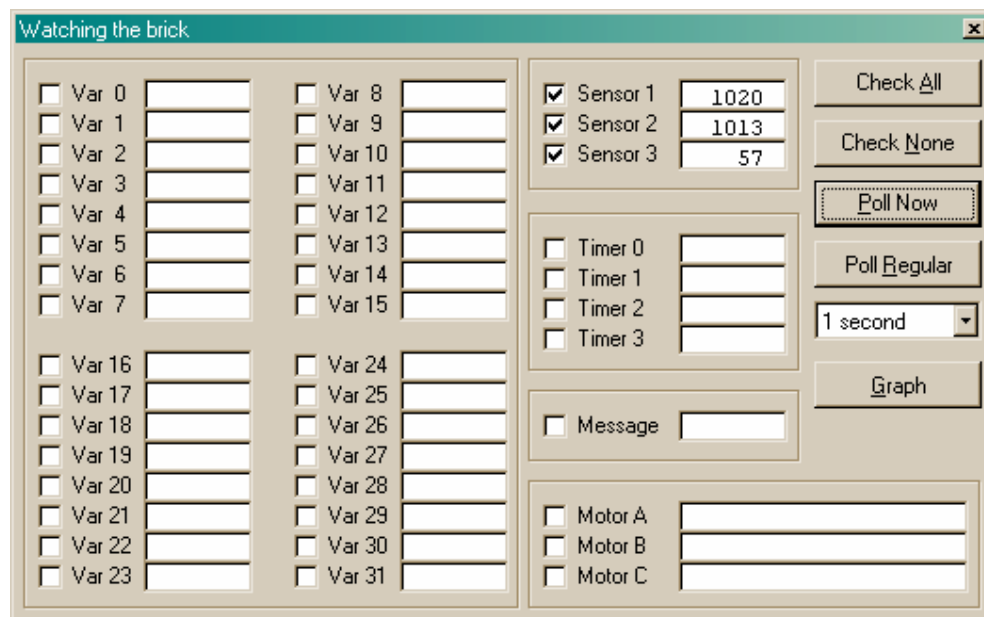 Watching the brick
Var 0
Var 1
Var 2
Var 3
Var 4
Var 5
Var 6
Var 7
Var 8
Var 9
Var 10
Var 11
Var 12
Var 13
Var 14
Var 15
Var 16
Var 17
Var 18
Var 19
Var 20
Var 21
Var 22
Var 23
Var 24
Var 25
Var 26
Var 27
Var 28
Var 29
Var 30
Var 31
Sensor 1 1020
Sensor 2 1013
Sensor 3 57
Timer 0
Timer 1
Timer 2
Timer 3
Message
Motor A
Motor B
Motor C
Check All
Check None
Poll Now
Poll Regular
1 second
Graph